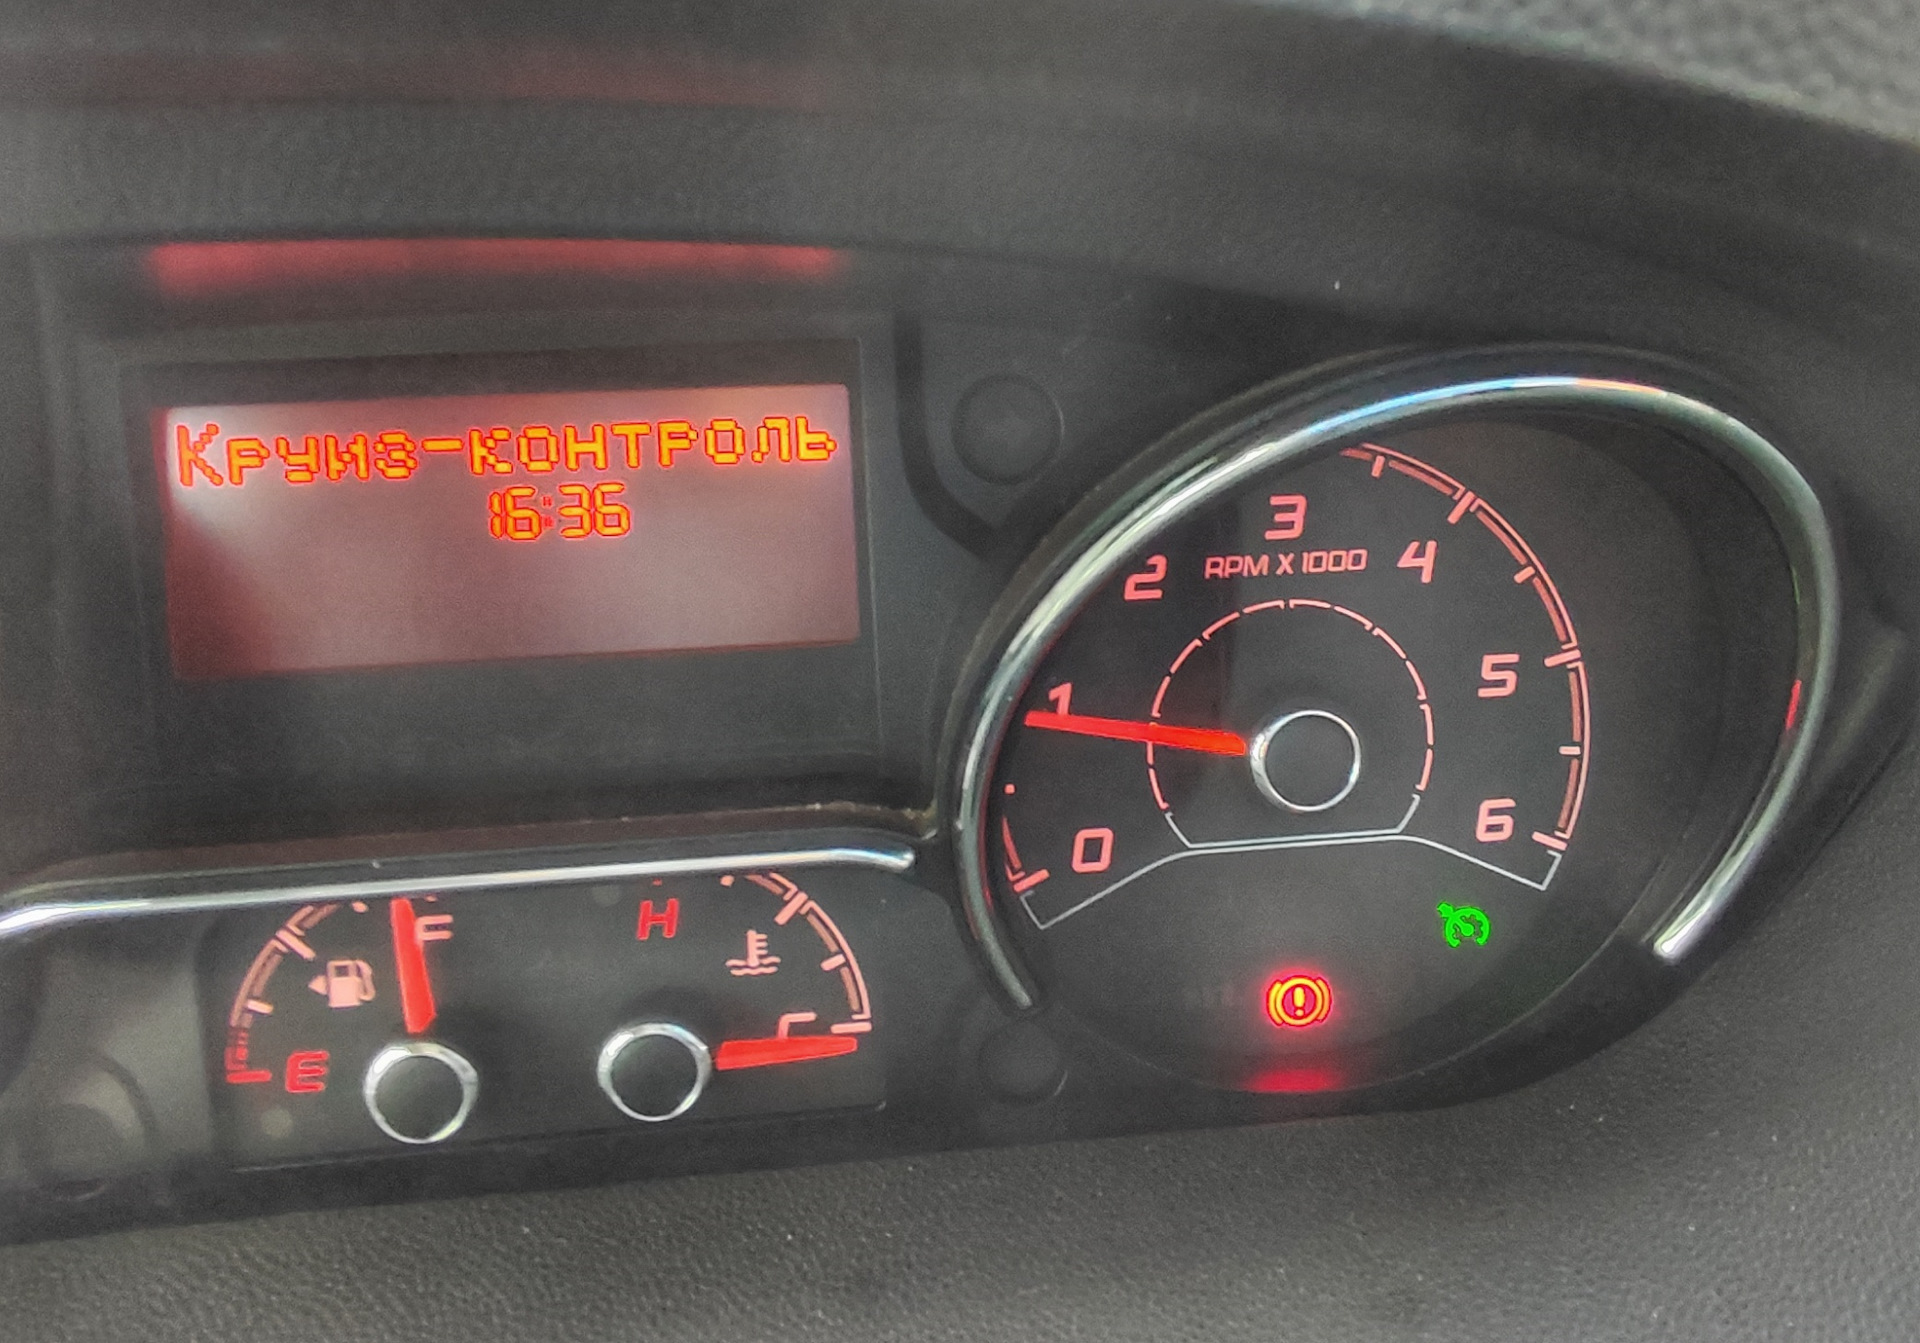 Круиз-контроль
16:36
3
2 RPM X 1000 4
1 5
0 6
F H
E C